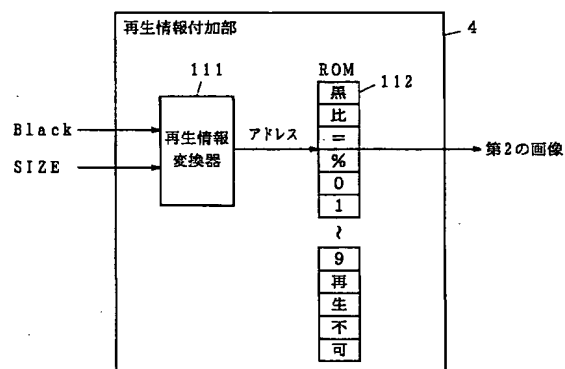 再生情報付加部
4
111
ROM
112
Black
SIZE
再生情報
変換器
アドレス
黒
比
=
%
0
1
~
9
再
生
不
可
第2の画像